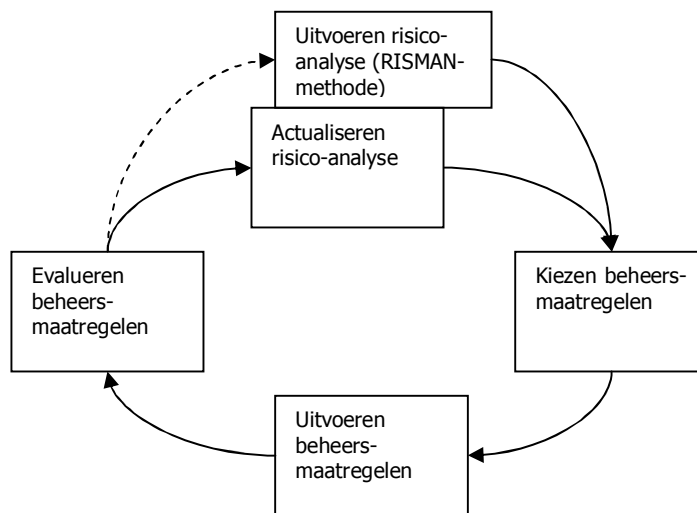 Uitvoeren risico-
analyse (RISMAN-
methode)
Actualiseren
risico-analyse
Evalueren
beheers-
maatregelen
Kiezen beheers-
maatregelen
Uitvoeren
beheers-
maatregelen